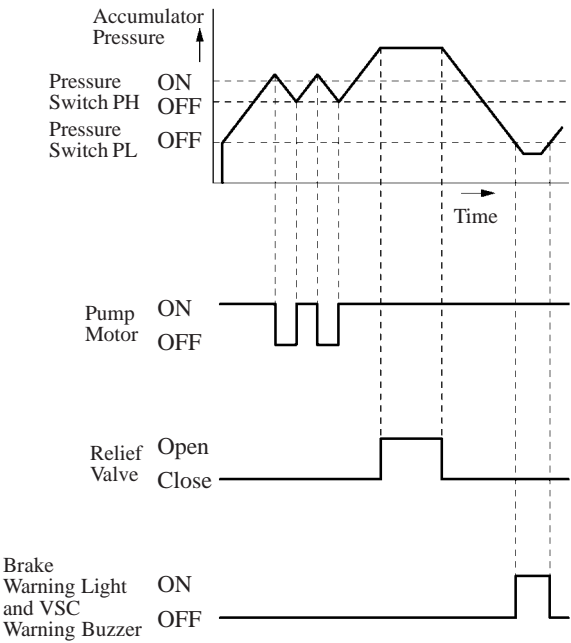 Accumulator
Pressure
Pressure ON
Switch PH OFF
Pressure
Switch PL OFF
Time
Pump ON
Motor OFF
Relief Open
Valve Close
Brake
Warning Light ON
and VSC
Warning Buzzer OFF